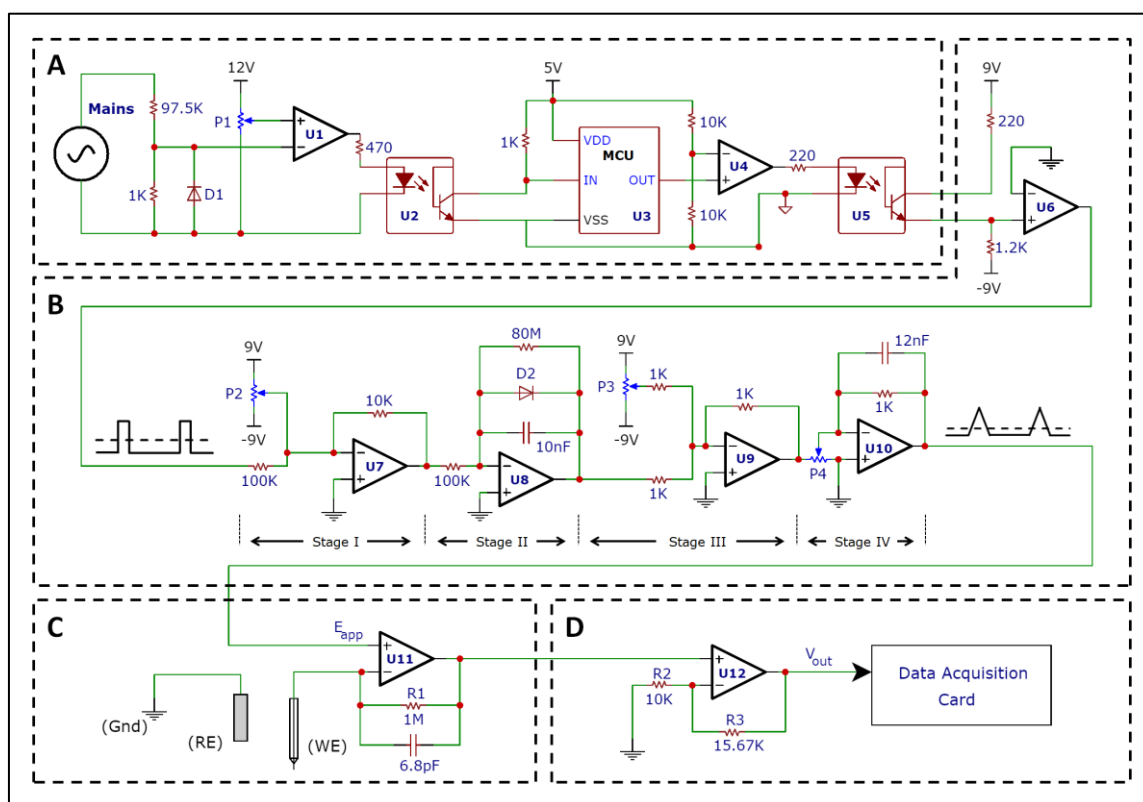 A
Mains
97.5K
1K
D1
12V
P1
+
−
U1
470
U2
5V
1K
VDD
MCU
IN
OUT
VSS
U3
10K
10K
−
+
U4
220
U5
9V
220
−
+
U6
1.2K
-9V
B
9V
P2
-9V
100K
10K
−
+
U7
100K
80M
D2
10nF
−
+
U8
9V
P3
-9V
1K
1K
1K
−
+
U9
P4
12nF
1K
−
+
U10
Stage I
Stage II
Stage III
Stage IV
C
(Gnd)
(RE)
(WE)
Eapp
+
−
U11
R1
1M
6.8pF
D
R2
10K
+
−
U12
R3
15.67K
Vout
Data Acquisition
Card